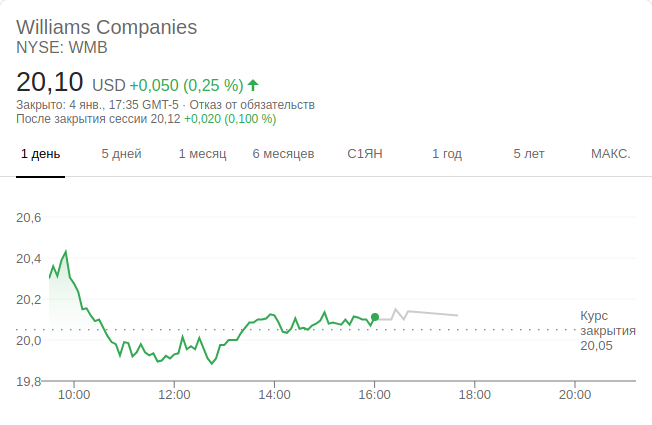 Williams Companies
NYSE: WMB
20,10 USD +0,050 (0,25 %)
Закрыто: 4 янв., 17:35 GMT-5 · Отказ от обязательств
После закрытия сессии 20,12 +0,020 (0,100 %)
1 день 5 дней 1 месяц 6 месяцев С1ЯН 1 год 5 лет МАКС.
20,6
20,4
20,2
20,0
19,8
Курс
закрытия
20,05
10:00 12:00 14:00 16:00 18:00 20:00